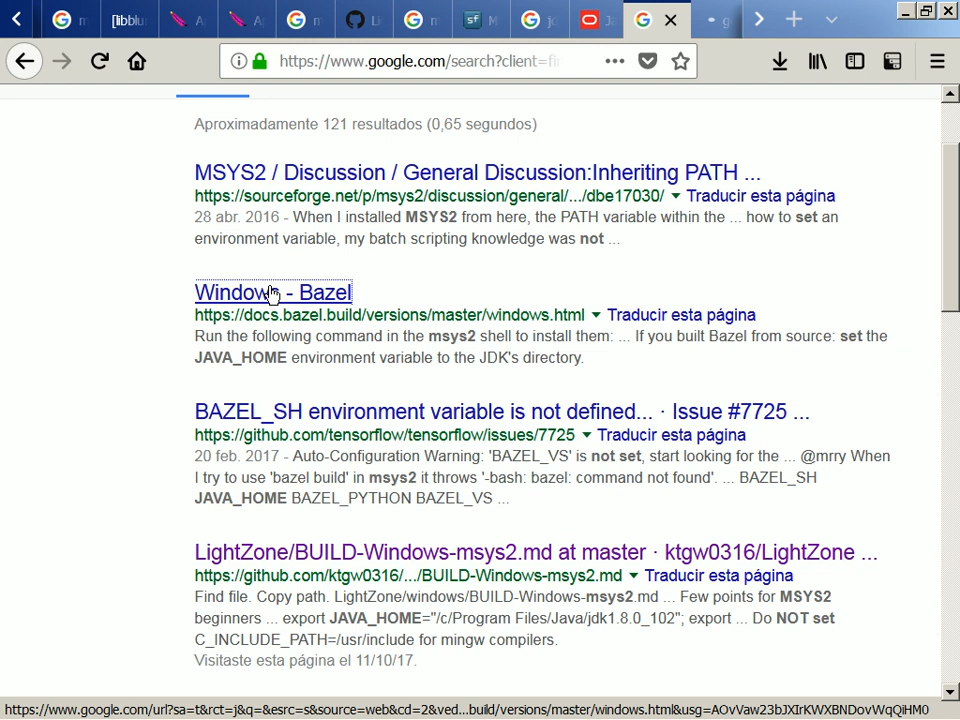 m
[libblu
A
A
m
Li
m
M
jd
Ja
g
https://www.google.com/search?client=fi
Aproximadamente 121 resultados (0,65 segundos)
MSYS2 / Discussion / General Discussion:Inheriting PATH ...
https://sourceforge.net/p/msys2/discussion/general/.../dbe17030/ Traducir esta página
28 abr. 2016 - When I installed MSYS2 from here, the PATH variable within the ... how to set an
environment variable, my batch scripting knowledge was not ...
Windows - Bazel
https://docs.bazel.build/versions/master/windows.html Traducir esta página
Run the following command in the msys2 shell to install them: ... If you built Bazel from source: set the
JAVA_HOME environment variable to the JDK's directory.
BAZEL_SH environment variable is not defined... · Issue #7725 ...
https://github.com/tensorflow/tensorflow/issues/7725 Traducir esta página
20 feb. 2017 - Auto-Configuration Warning: 'BAZEL_VS' is not set, start looking for the ... @mrry When
I try to use 'bazel build' in msys2 it throws '-bash: bazel: command not found'. ... BAZEL_SH
JAVA_HOME BAZEL_PYTHON BAZEL_VS ...
LightZone/BUILD-Windows-msys2.md at master · ktgw0316/LightZone ...
https://github.com/ktgw0316/.../BUILD-Windows-msys2.md Traducir esta página
Find file. Copy path. LightZone/windows/BUILD-Windows-msys2.md ... Few points for MSYS2
beginners ... export JAVA_HOME="/c/Program Files/Java/jdk1.8.0_102"; export ... Do NOT set
C_INCLUDE_PATH=/usr/include for mingw compilers.
Visitaste esta página el 11/10/17.
https://www.google.com/url?sa=t&rct=j&q=&esrc=s&source=web&cd=2&ved...build/versions/master/windows.html&usg=AOvVaw23bJXIrKWXBNDovWqQiHM0